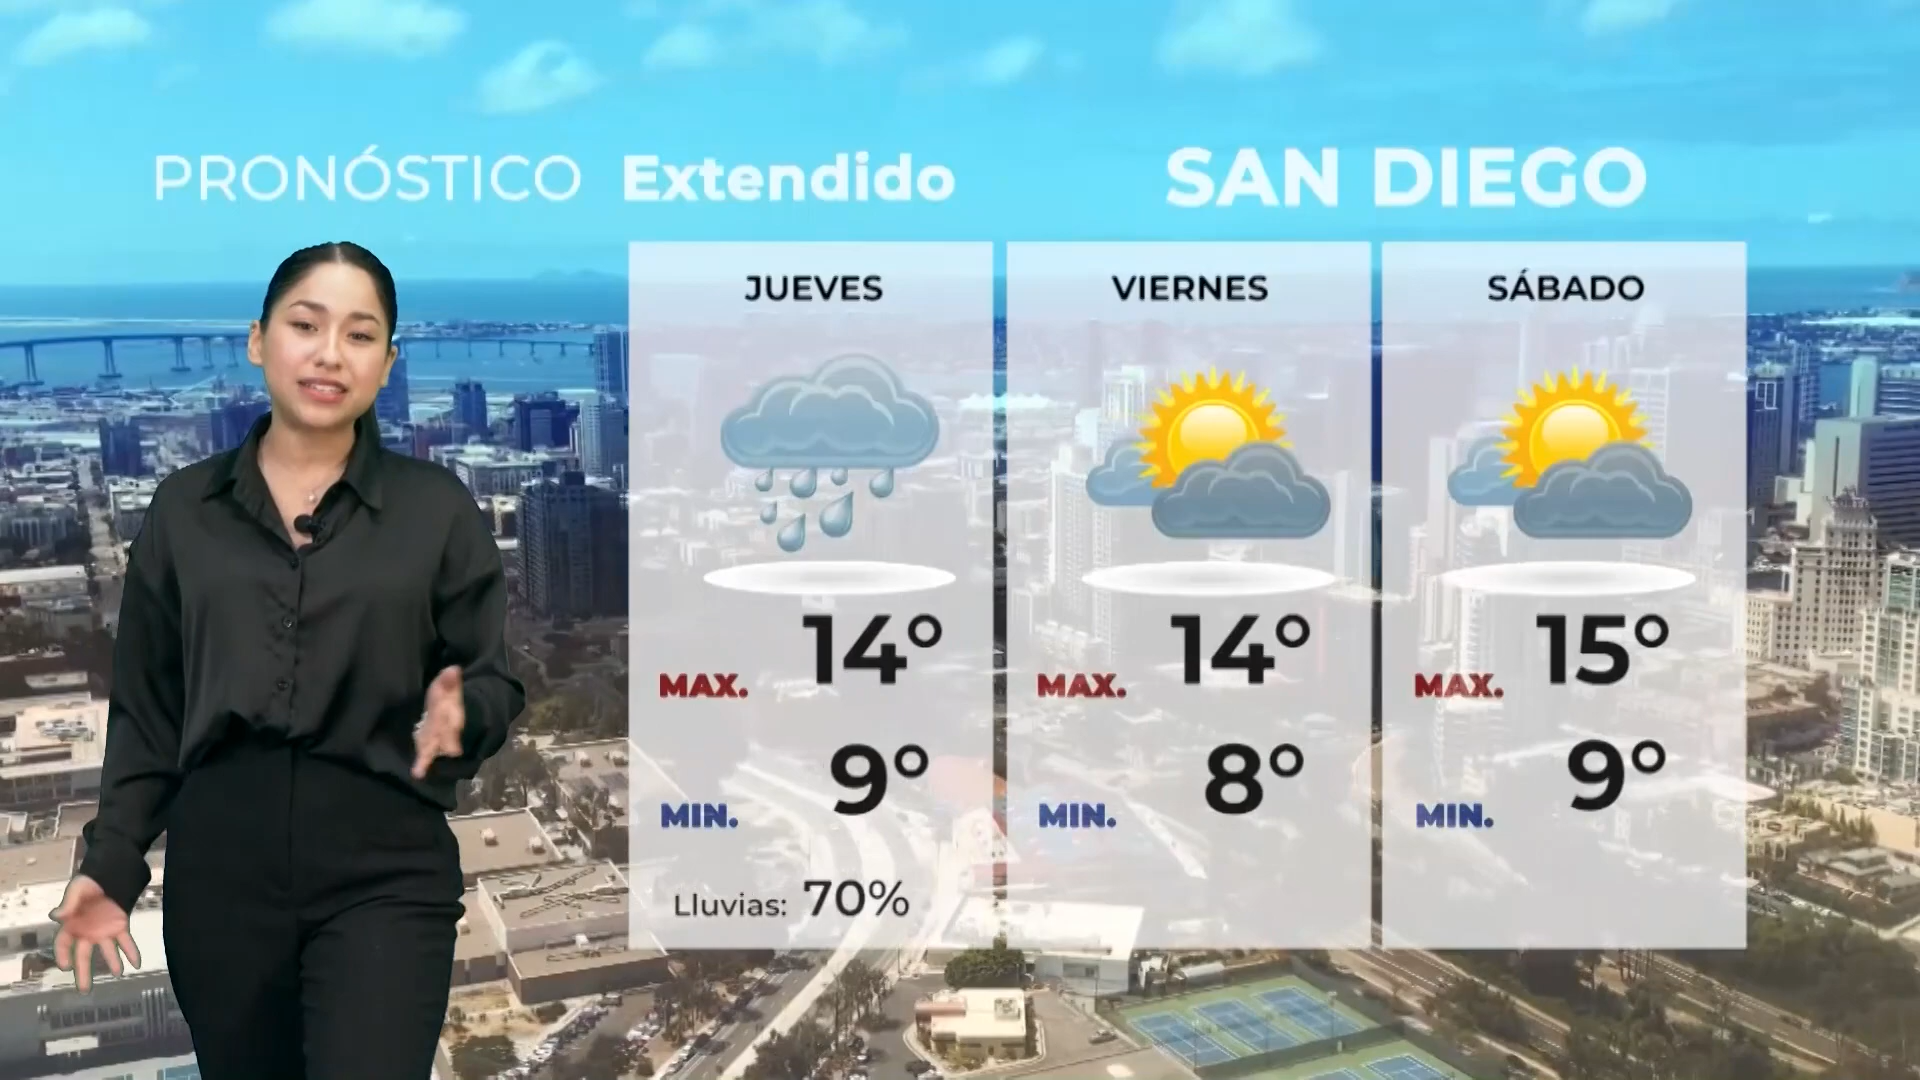 PRONÓSTICO Extendido
SAN DIEGO
JUEVES
14°
MAX.
9°
MIN.
Lluvias: 70%
VIERNES
14°
MAX.
8°
MIN.
SÁBADO
15°
MAX.
9°
MIN.